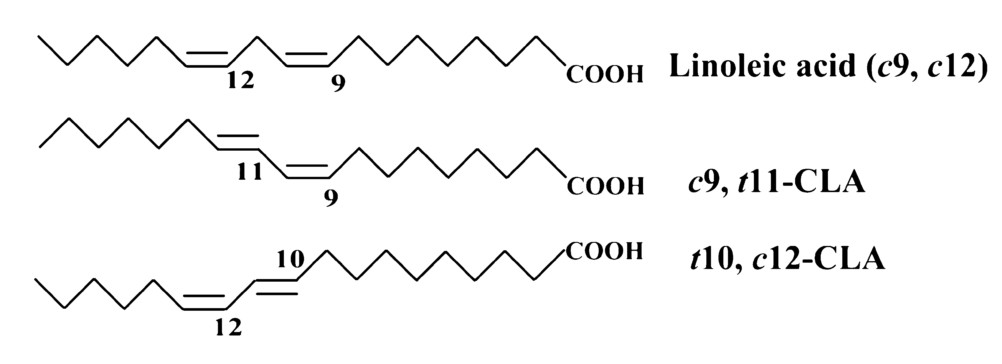 COOH Linoleic acid (c9, c12)
12 9
11 COOH c9, t11-CLA
9
10 COOH t10, c12-CLA
12